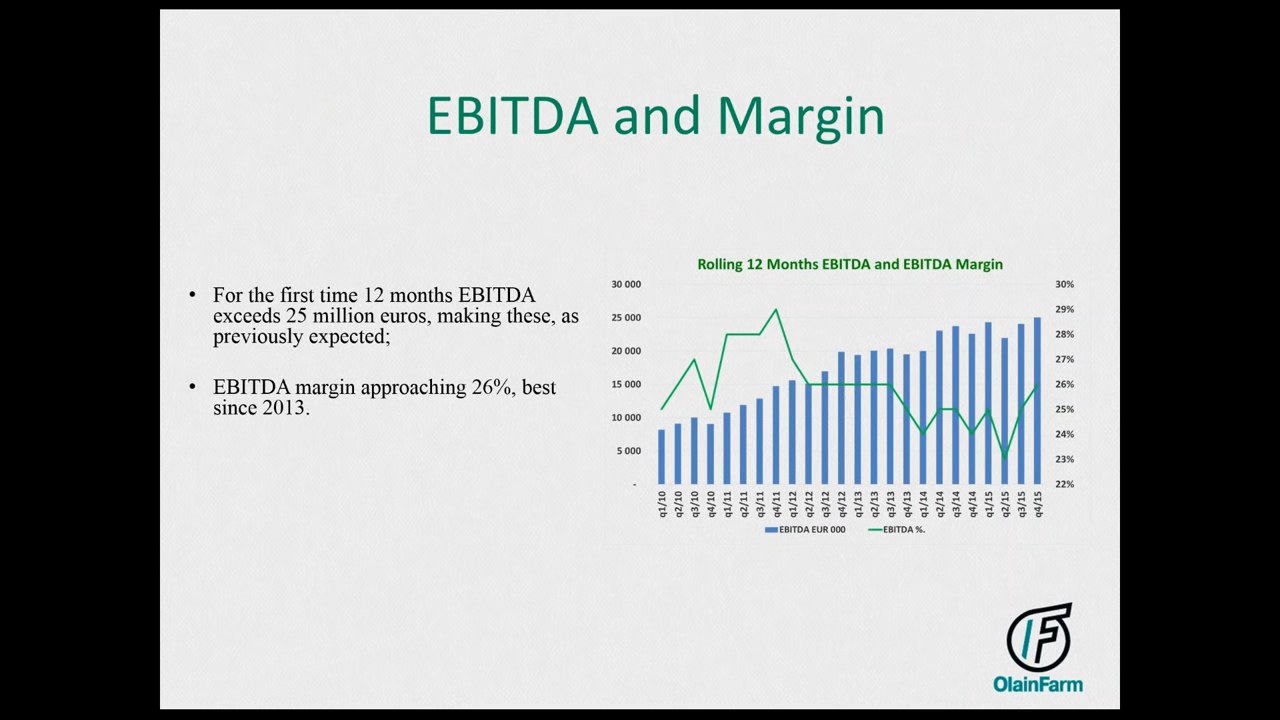 EBITDA and Margin
• For the first time 12 months EBITDA
exceeds 25 million euros, making these, as
previously expected;
• EBITDA margin approaching 26%, best
since 2013.
Rolling 12 Months EBITDA and EBITDA Margin
30 000
25 000
20 000
15 000
10 000
5 000
-
30%
29%
28%
27%
26%
25%
24%
23%
22%
q1/10
q2/10
q3/10
q4/10
q1/11
q2/11
q3/11
q4/11
q1/12
q2/12
q3/12
q4/12
q1/13
q2/13
q3/13
q4/13
q1/14
q2/14
q3/14
q4/14
q1/15
q2/15
q3/15
q4/15
EBITDA EUR 000
EBITDA %.
OlainFarm